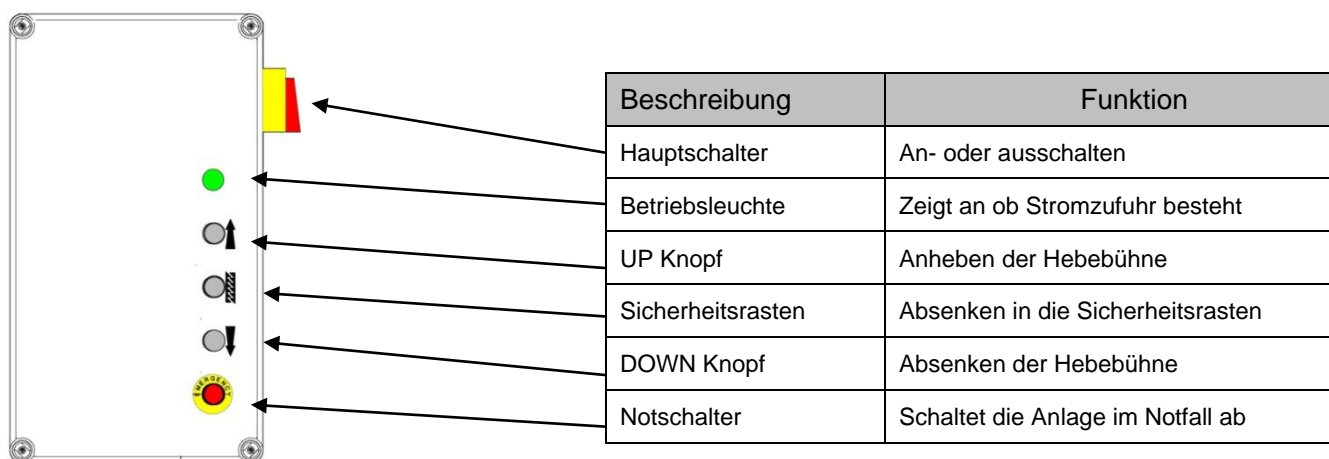 Beschreibung Funktion
Hauptschalter An- oder ausschalten
Betriebsleuchte Zeigt an ob Stromzufuhr besteht
UP Knopf Anheben der Hebebühne
Sicherheitsrasten Absenken in die Sicherheitsrasten
DOWN Knopf Absenken der Hebebühne
Notschalter Schaltet die Anlage im Notfall ab
EMERGENCY